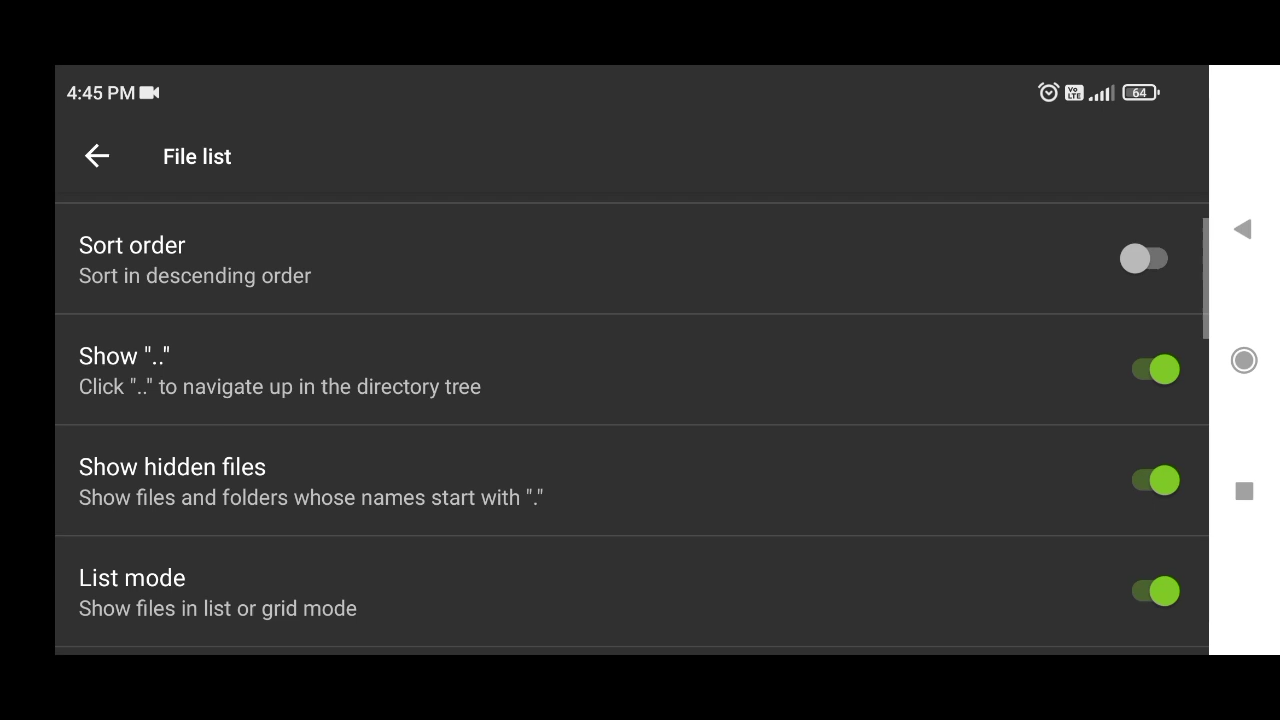 4:45 PM
Vo LTE
64
File list
Sort order
Sort in descending order
Show ".."
Click ".." to navigate up in the directory tree
Show hidden files
Show files and folders whose names start with "."
List mode
Show files in list or grid mode